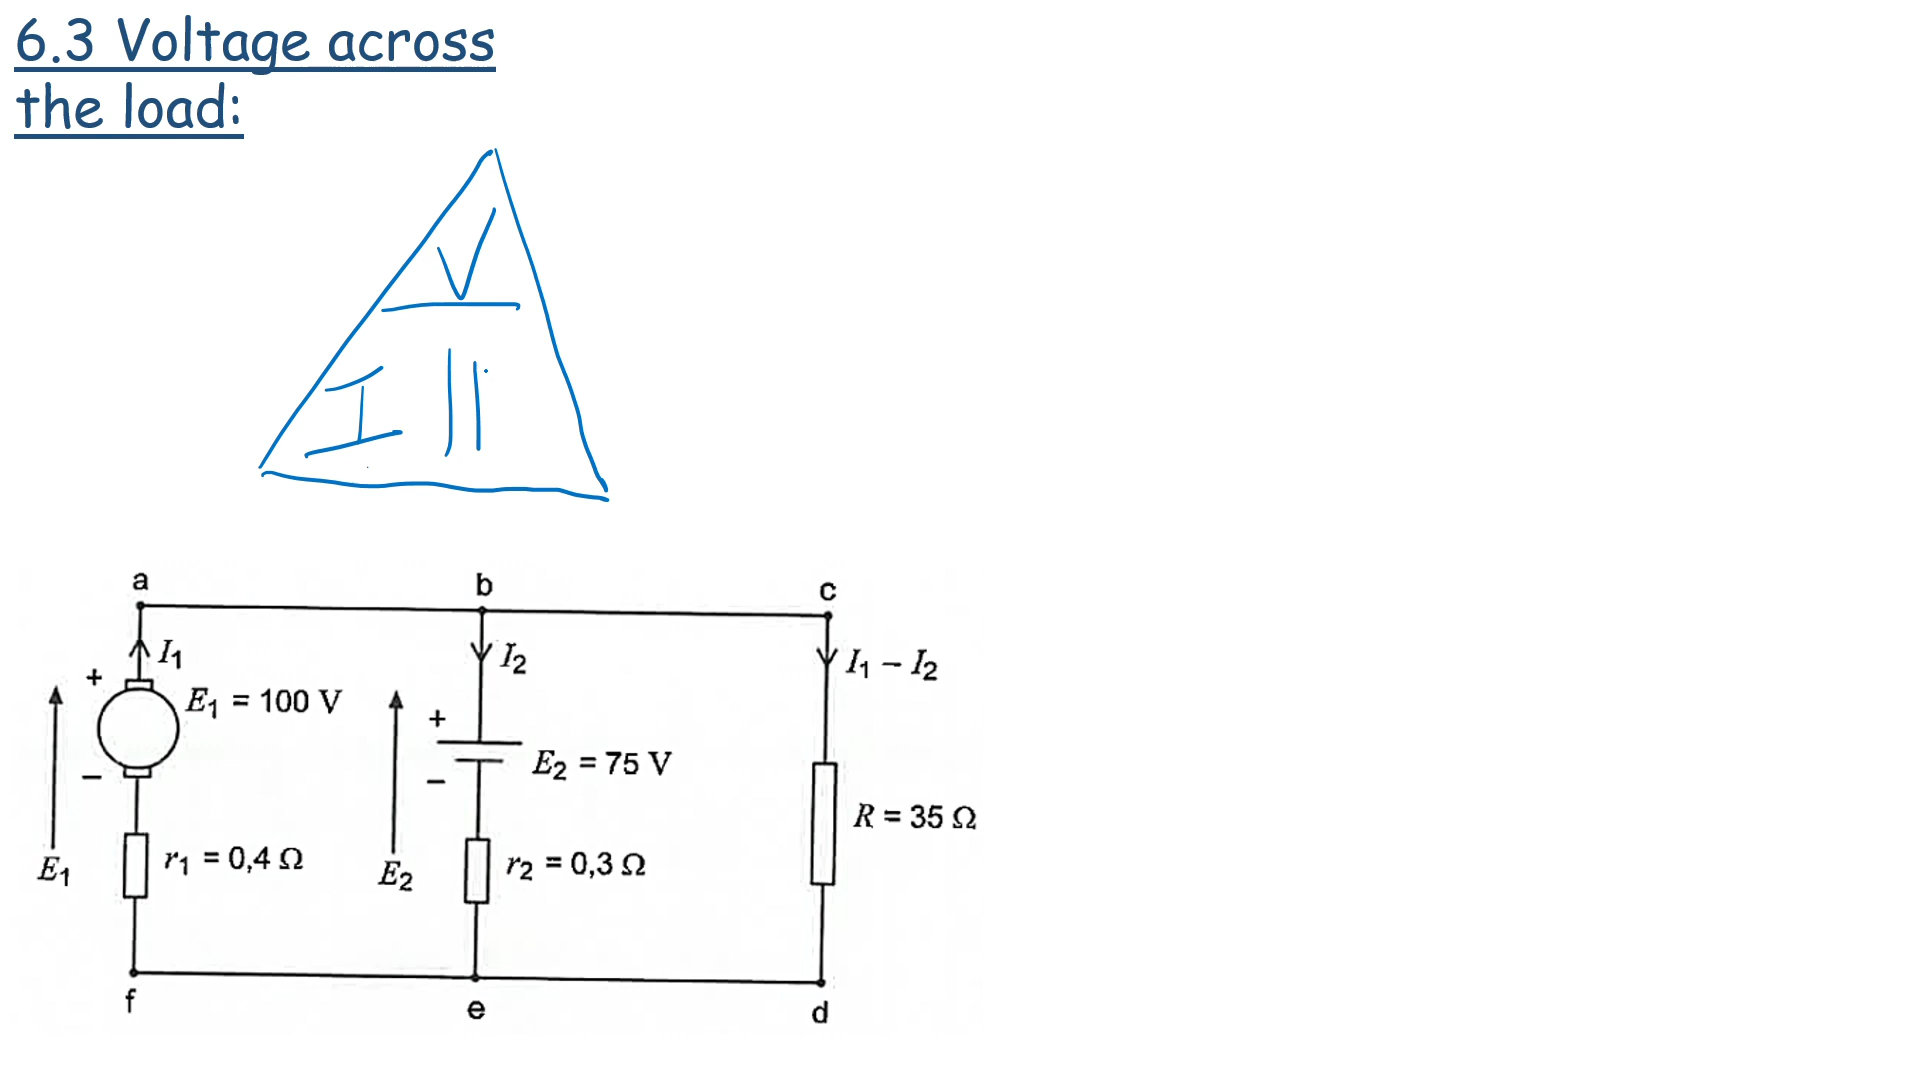 6.3 Voltage across
the load:
V
I ||
a b c
I1 I2 I1 – I2
+ E1 = 100 V + E2 = 75 V
– –
R = 35 Ω
E1 r1 = 0,4 Ω E2 r2 = 0,3 Ω
f e d